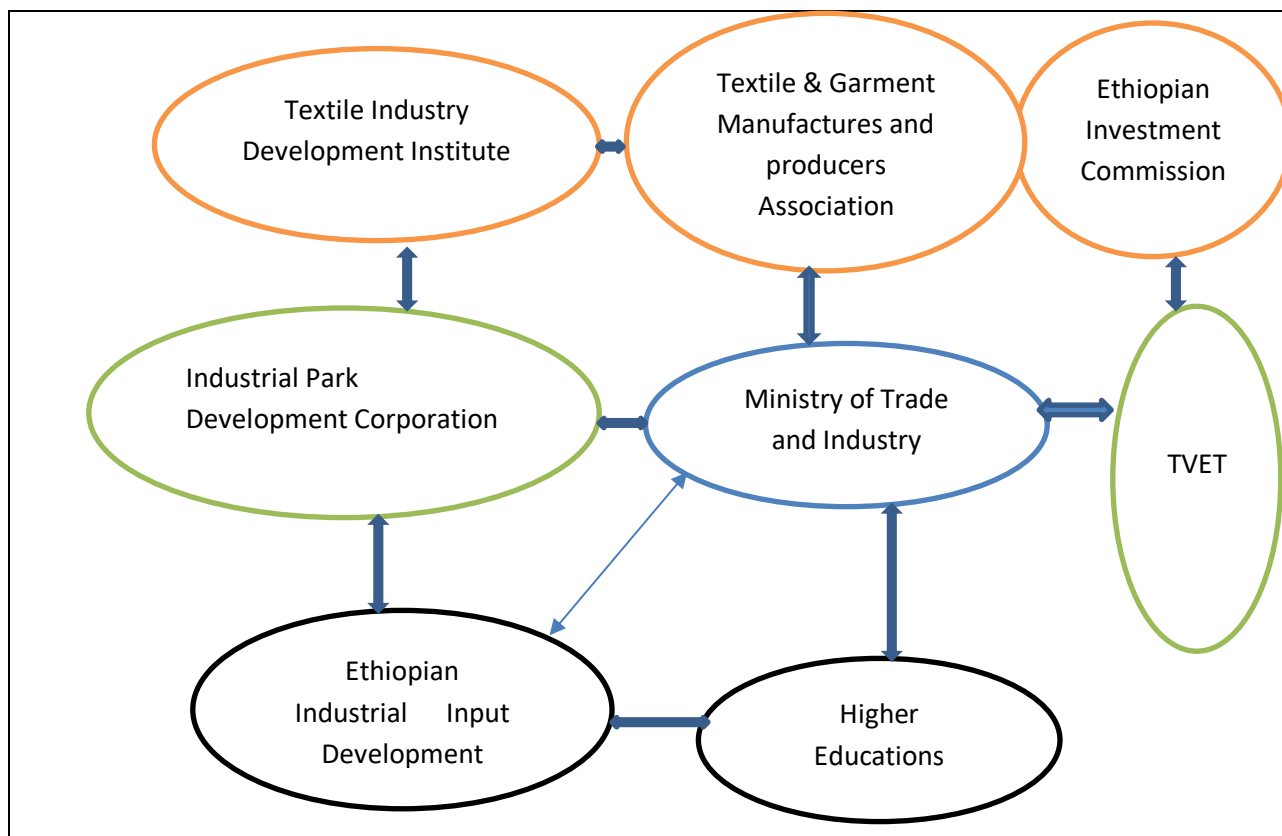 Textile Industry
Development Institute
Textile & Garment
Manufactures and
producers
Association
Ethiopian
Investment
Commission
Industrial Park
Development Corporation
Ministry of Trade
and Industry
TVET
Ethiopian
Industrial Input
Development
Higher
Educations